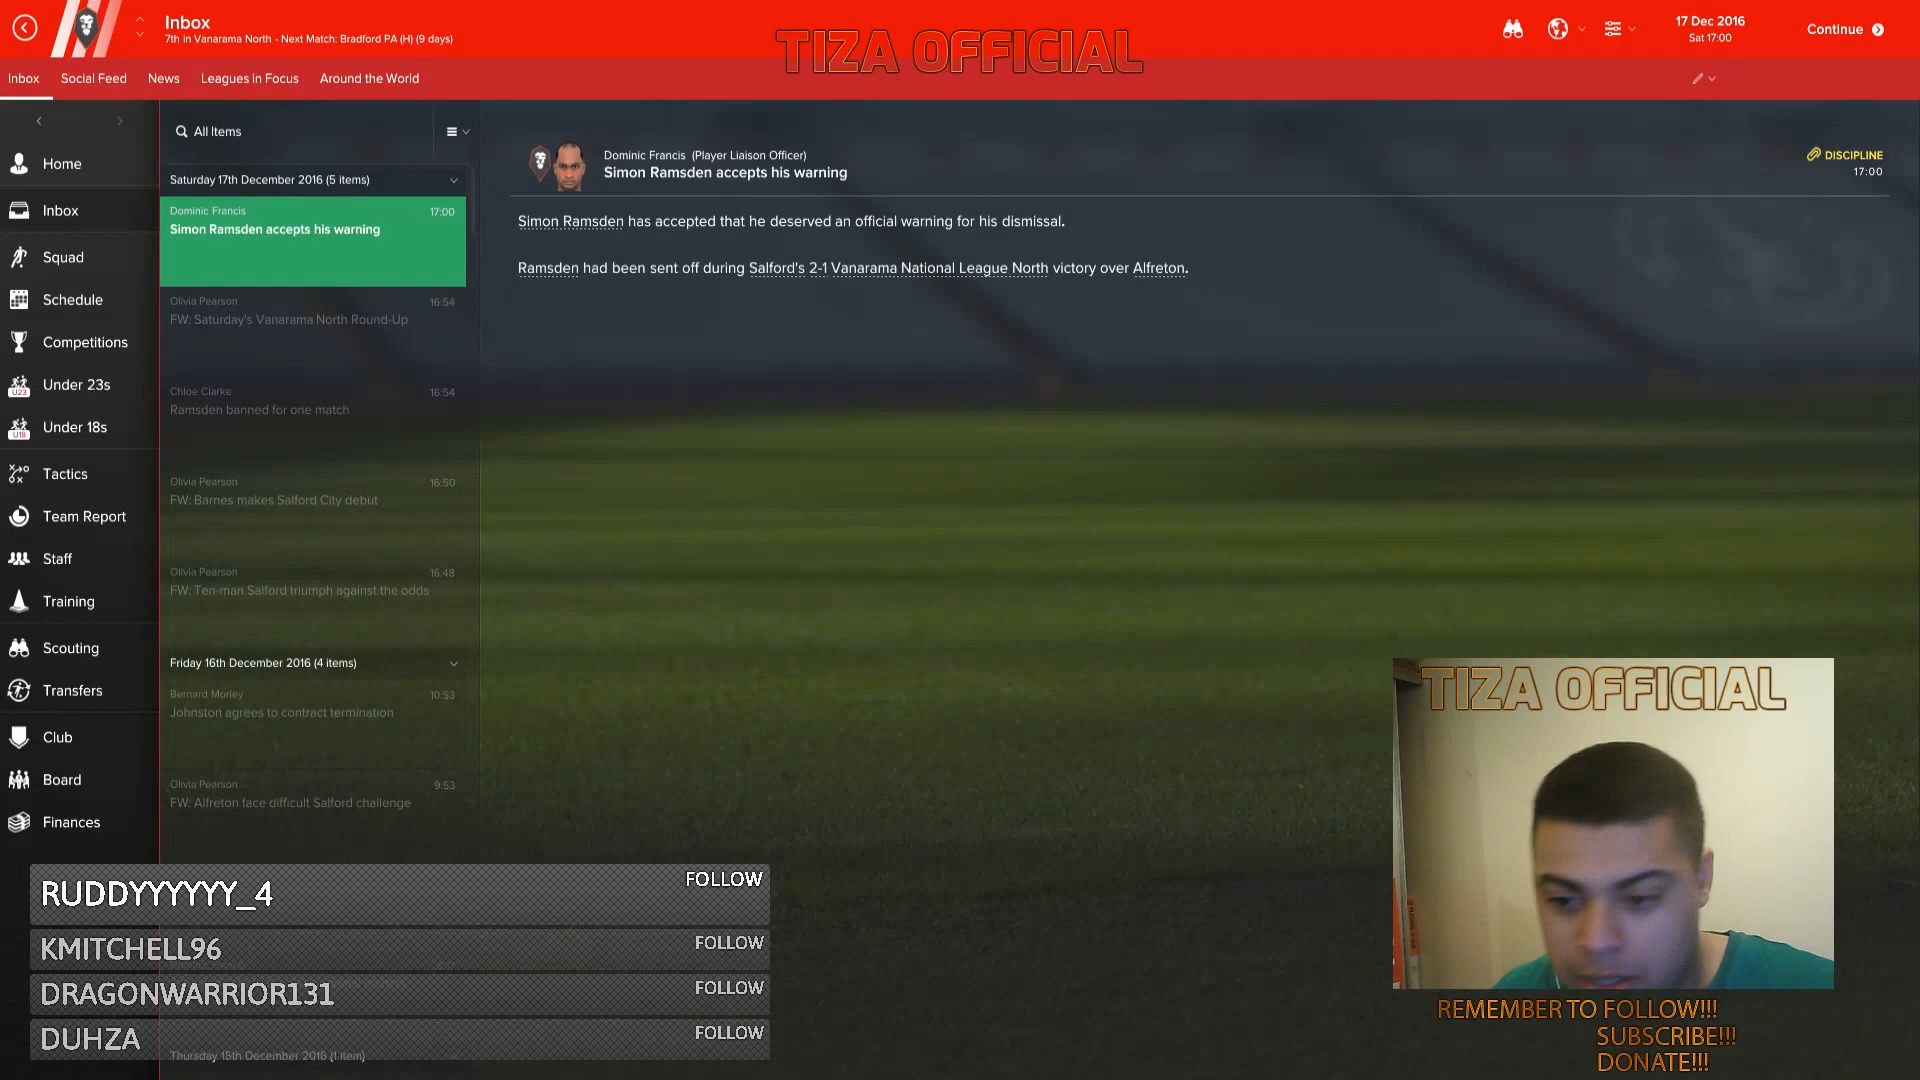 Inbox
7th in Vanarama North - Next Match: Bradford PA (H) (9 days)
TIZA OFFICIAL
17 Dec 2016
Sat 17:00
Continue
Inbox
Social Feed
News
Leagues in Focus
Around the World
Home
Inbox
Squad
Schedule
Competitions
U23
Under 23s
U18
Under 18s
Tactics
Team Report
Staff
Training
Scouting
Transfers
Club
Board
Finances
All Items
Saturday 17th December 2016 (5 items)
Dominic Francis 17:00
Simon Ramsden accepts his warning
Olivia Pearson 16:54
FW: Saturday's Vanarama North Round-Up
Chloe Clarke 16:54
Ramsden banned for one match
Olivia Pearson 16:50
FW: Barnes makes Salford City debut
Olivia Pearson 16:48
FW: Ten-man Salford triumph against the odds
Friday 16th December 2016 (4 items)
Bernard Morley 10:53
Johnston agrees to contract termination
Olivia Pearson 9:53
FW: Alfreton face difficult Salford challenge
Thursday 15th December 2016 (1 item)
Dominic Francis (Player Liaison Officer)
Simon Ramsden accepts his warning
DISCIPLINE
17:00
Simon Ramsden has accepted that he deserved an official warning for his dismissal.
Ramsden had been sent off during Salford's 2-1 Vanarama National League North victory over Alfreton.
RUDDYYYYYY_4 FOLLOW
KMITCHELL96 FOLLOW
DRAGONWARRIOR131 FOLLOW
DUHZA FOLLOW
TIZA OFFICIAL
REMEMBER TO FOLLOW!!!
SUBSCRIBE!!!
DONATE!!!